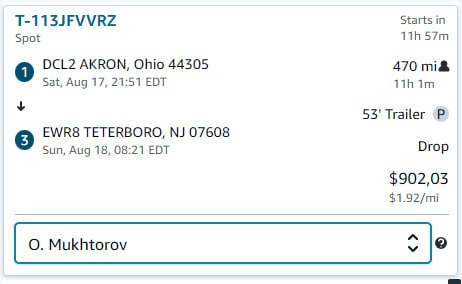 T-113JFVVRZ
Starts in
Spot
11h 57m
1
DCL2 AKRON, Ohio 44305
470 mi
Sat, Aug 17, 21:51 EDT
11h 1m
53' Trailer P
3
EWR8 TETERBORO, NJ 07608
Drop
Sun, Aug 18, 08:21 EDT
$902,03
$1.92/mi
O. Mukhtorov
?